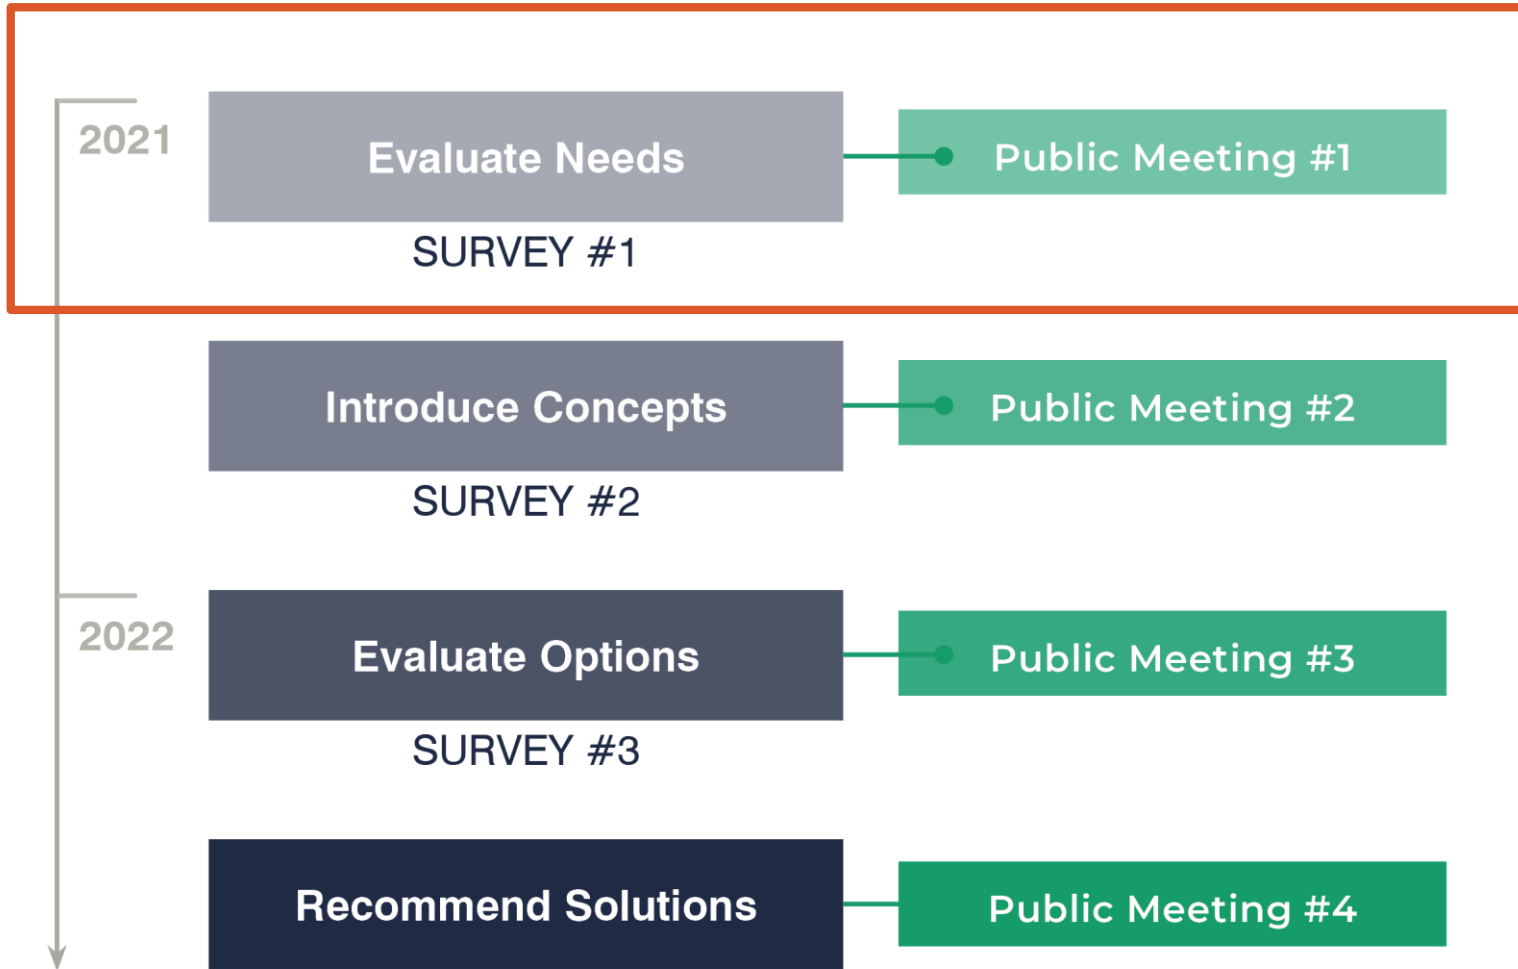 2021
Evaluate Needs
Public Meeting #1
SURVEY #1
Introduce Concepts
Public Meeting #2
SURVEY #2
2022
Evaluate Options
Public Meeting #3
SURVEY #3
Recommend Solutions
Public Meeting #4